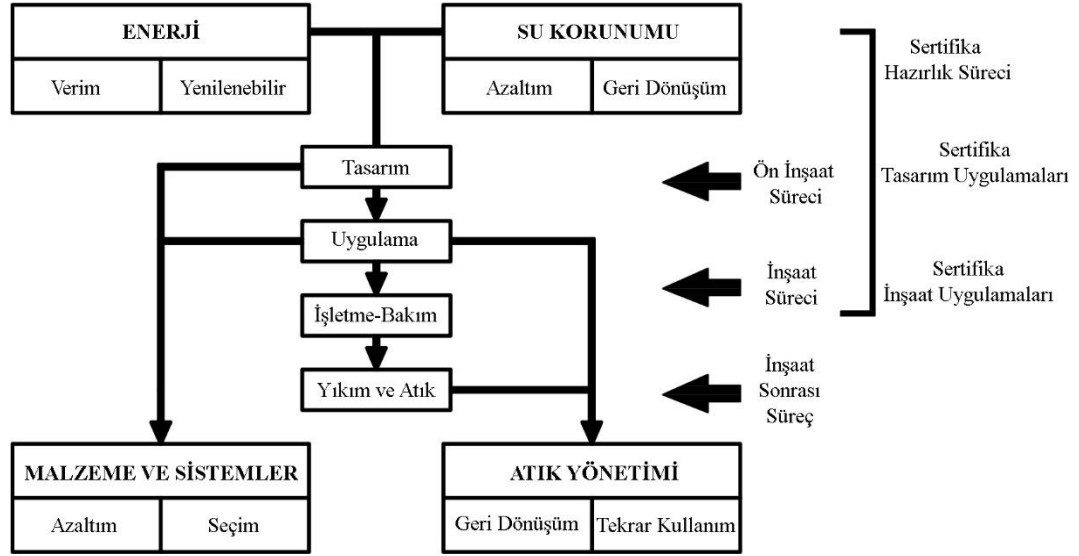 ENERJİ
Verim
Yenilenebilir
SU KORUNUMU
Azaltım
Geri Dönüşüm
Sertifika
Hazırlık Süreci
Tasarım
Ön İnşaat
Süreci
Sertifika
Tasarım Uygulamaları
Uygulama
İşletme-Bakım
İnşaat
Süreci
Sertifika
İnşaat Uygulamaları
Yıkım ve Atık
İnşaat
Sonrası
Süreç
MALZEME VE SİSTEMLER
Azaltım
Seçim
ATIK YÖNETİMİ
Geri Dönüşüm
Tekrar Kullanım